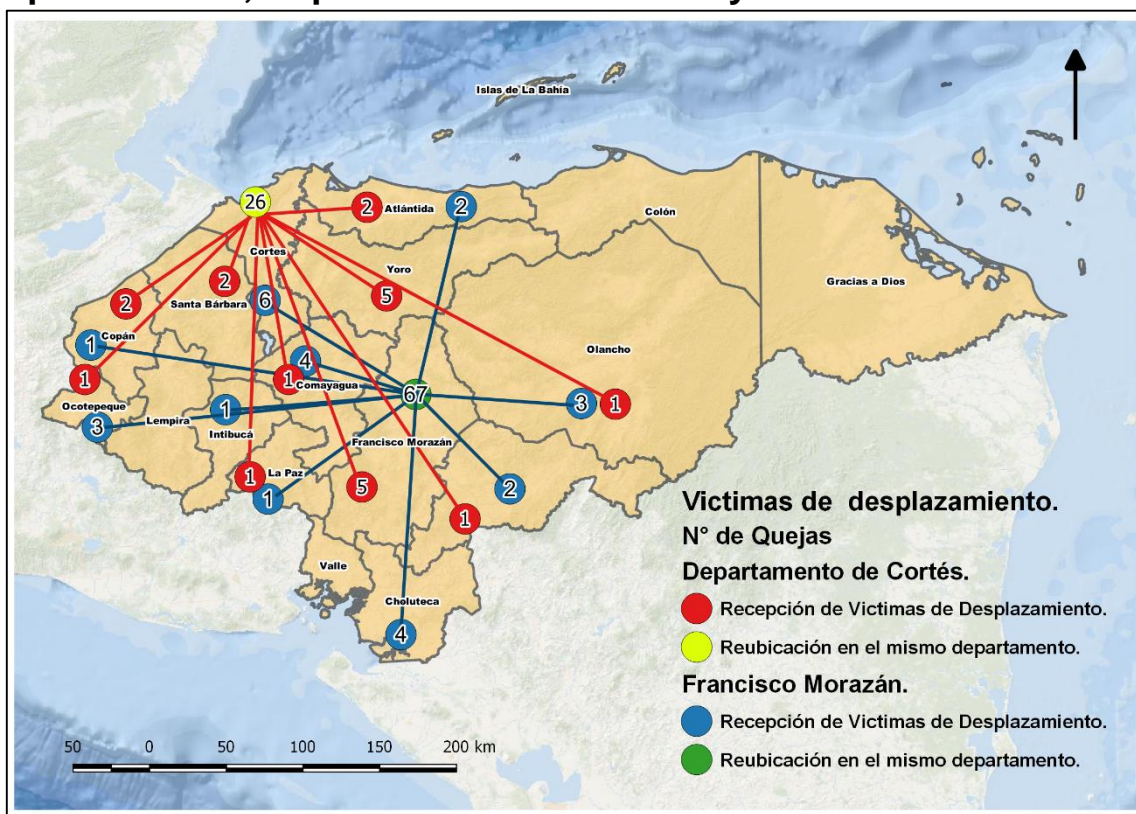 Islas de La Bahía
26
2
Atlántida
2
Colón
Cortes
Yoro
Gracias a Dios
2
Santa Bárbara
6
5
2
Copán
1
Olancho
4
1
1
Comayagua
67
3
1
Ocotepeque
3
Lempira
1
Intibucá
Francisco Morazán
La Paz
1
1
5
2
1
Valle
Choluteca
4
Victimas de desplazamiento.
N° de Quejas
Departamento de Cortés.
Recepción de Victimas de Desplazamiento.
Reubicación en el mismo departamento.
Francisco Morazán.
Recepción de Victimas de Desplazamiento.
Reubicación en el mismo departamento.
50 0 50 100 150 200 km